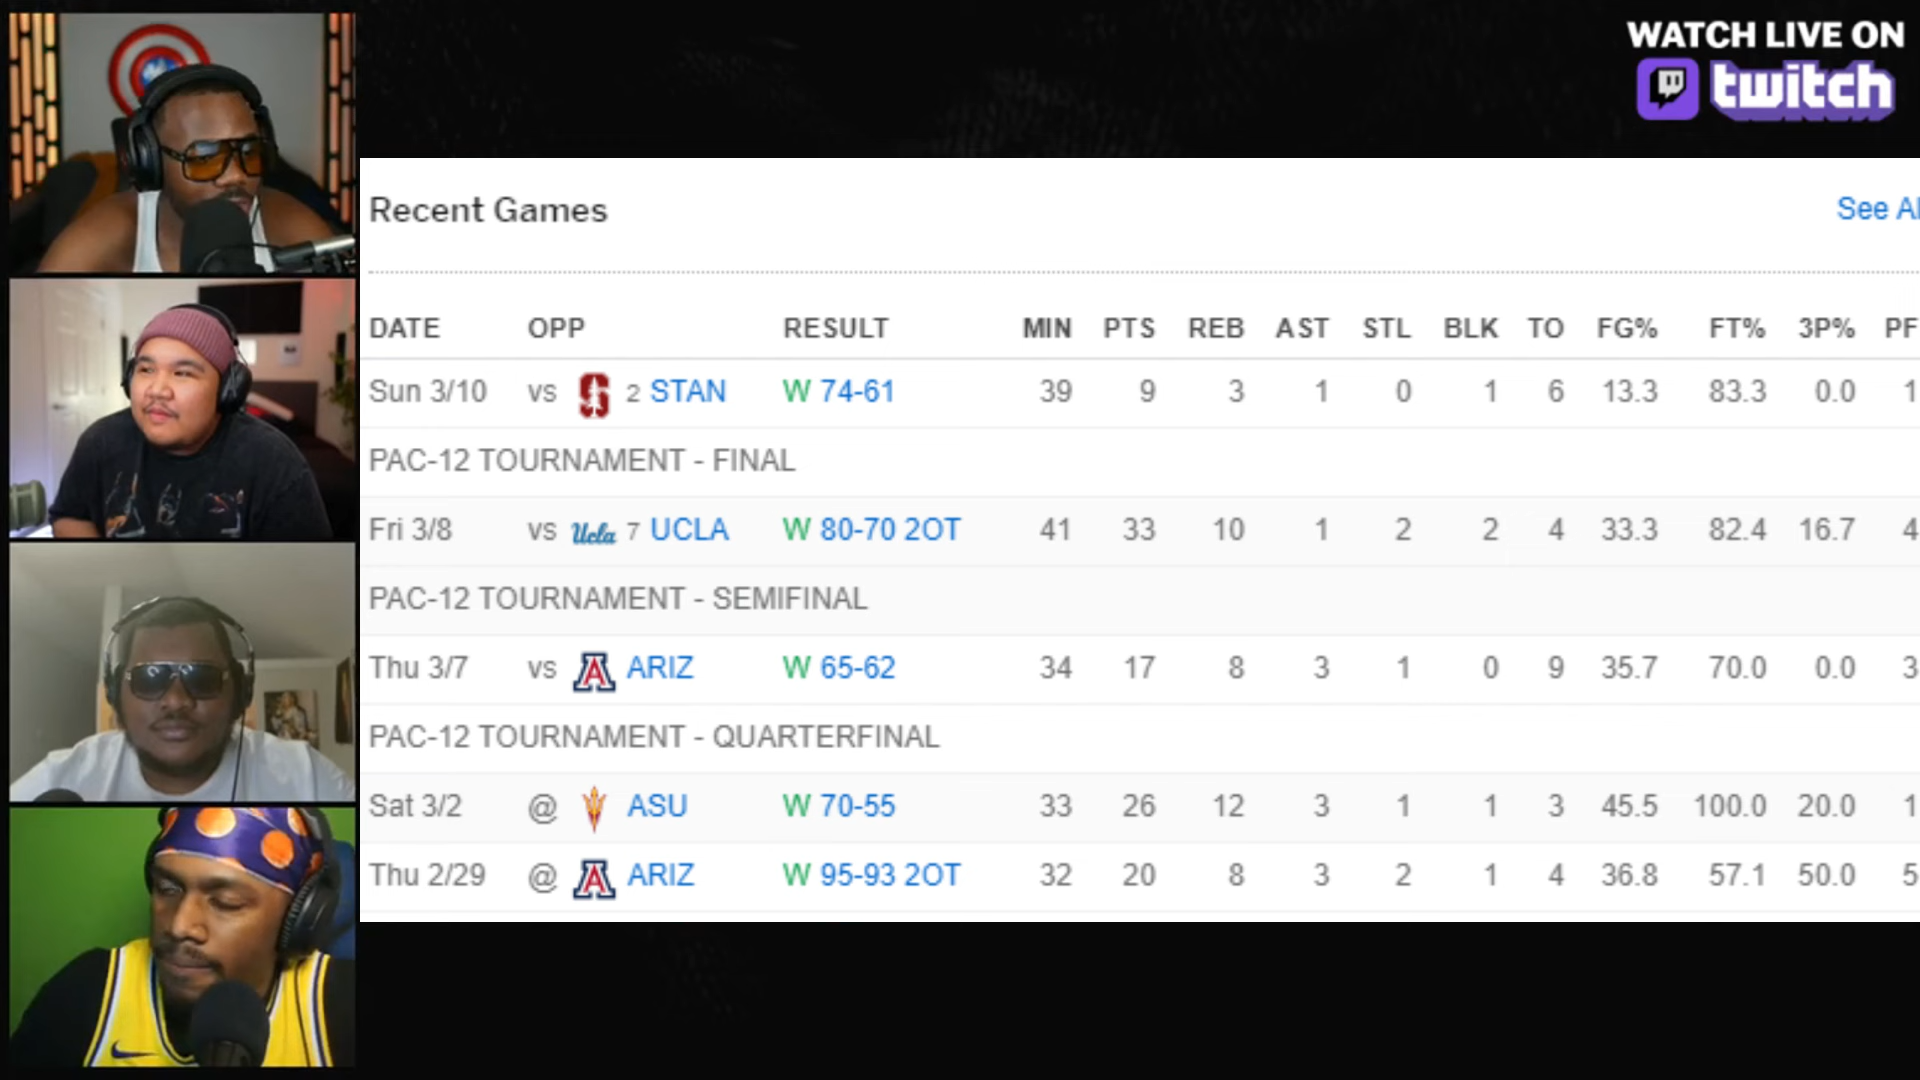 WATCH LIVE ON
twitch
Recent Games
See Al
DATE OPP RESULT MIN PTS REB AST STL BLK TO FG% FT% 3P% PF
Sun 3/10 vs 2 STAN W 74-61 39 9 3 1 0 1 6 13.3 83.3 0.0 1
PAC-12 TOURNAMENT - FINAL
Fri 3/8 vs Ucla 7 UCLA W 80-70 2OT 41 33 10 1 2 2 4 33.3 82.4 16.7 4
PAC-12 TOURNAMENT - SEMIFINAL
Thu 3/7 vs A ARIZ W 65-62 34 17 8 3 1 0 9 35.7 70.0 0.0 3
PAC-12 TOURNAMENT - QUARTERFINAL
Sat 3/2 @ ASU W 70-55 33 26 12 3 1 1 3 45.5 100.0 20.0 1
Thu 2/29 @ A ARIZ W 95-93 2OT 32 20 8 3 2 1 4 36.8 57.1 50.0 5